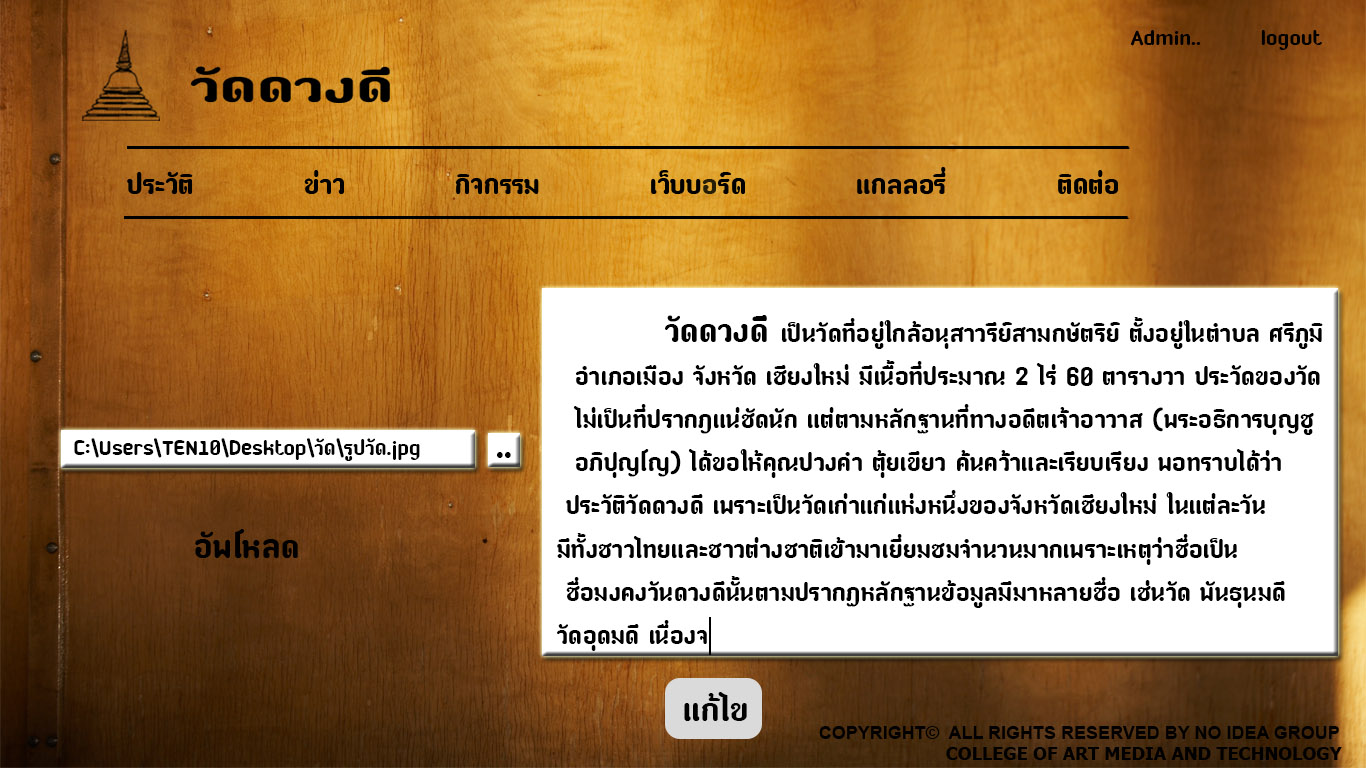 Admin.. logout
วัดดวงดี
ประวัติ ข่าว กิจกรรม เว็บบอร์ด แกลลอรี่ ติดต่อ
วัดดวงดี เป็นวัดที่อยู่ใกล้อนุสาวรีย์สามกษัตริย์ ตั้งอยู่ในตำบล ศรีภูมิ
อำเภอเมือง จังหวัด เชียงใหม่ มีเนื้อที่ประมาณ 2 ไร่ 60 ตารางวา ประวัดของวัด
ไม่เป็นที่ปรากฏแน่ชัดนัก แต่ตามหลักฐานที่ทางอดีตเจ้าอาวาส (พระอธิการบุญชู
อภิปุญโญ) ได้ขอให้คุณปวงคำ ตุ้ยเขียว ค้นคว้าและเรียบเรียง พอทราบได้ว่า
ประวัติวัดดวงดี เพราะเป็นวัดเก่าแก่แห่งหนึ่งของจังหวัดเชียงใหม่ ในแต่ละวัน
มีทั้งชาวไทยและชาวต่างชาติเข้ามาเยี่ยมชมจำนวนมากเพราะเหตุว่าชื่อเป็น
ชื่อมงคงวันดวงดีนั้นตามปรากฏหลักฐานข้อมูลมีมาหลายชื่อ เช่นวัด พันธุนมดี
วัดอุดมดี เนื่องจ
C:\Users\TEN10\Desktop\วัด\รูปวัด.jpg ..
อัพโหลด
แก้ไข
COPYRIGHT© ALL RIGHTS RESERVED BY NO IDEA GROUP
COLLEGE OF ART MEDIA AND TECHNOLOGY